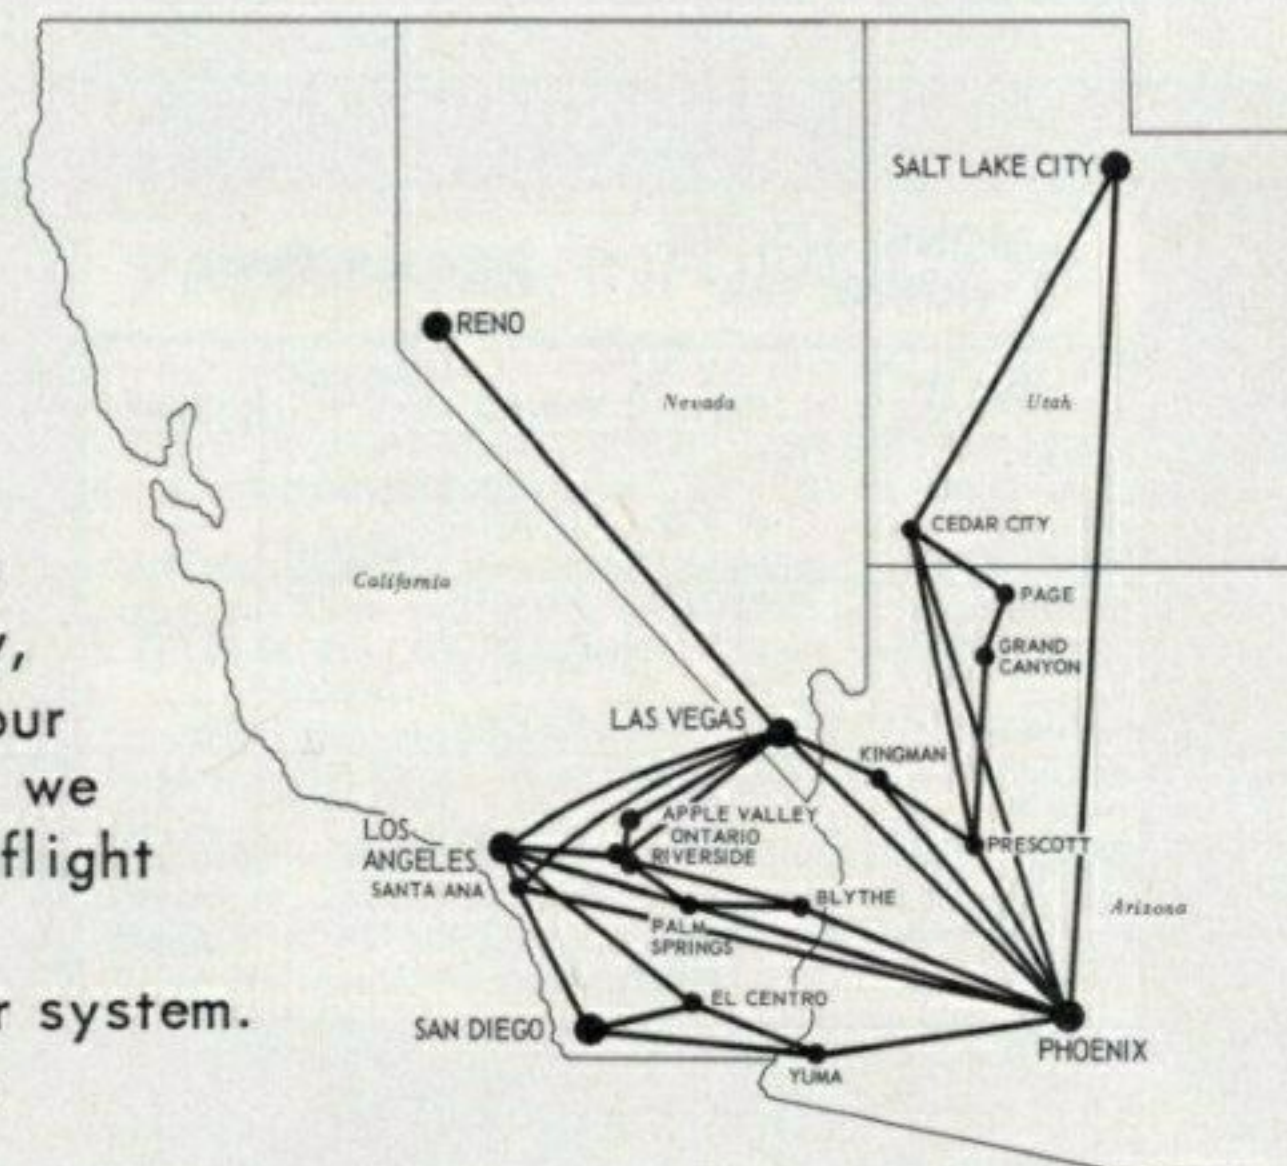 SALT LAKE CITY
RENO
Nevada
Utah
CEDAR CITY
California
PAGE
GRAND
CANYON
LAS VEGAS
KINGMAN
APPLE VALLEY
LOS
ANGELES
ONTARIO
RIVERSIDE
PRESCOTT
SANTA ANA
BLYTHE
Arizona
PALM
SPRINGS
EL CENTRO
SAN DIEGO
PHOENIX
YUMA
we
flight
system.